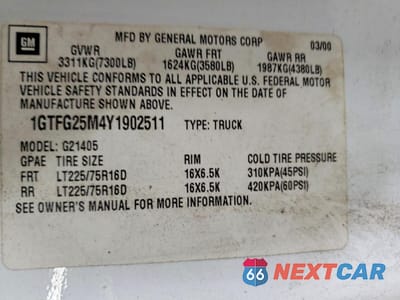 GM
MFD BY GENERAL MOTORS CORP 03/00
GVWR GAWR FRT GAWR RR
3311KG(7300LB) 1624KG(3580LB) 1987KG(4380LB)
THIS VEHICLE CONFORMS TO ALL APPLICABLE U.S. FEDERAL MOTOR
VEHICLE SAFETY STANDARDS IN EFFECT ON THE DATE OF
MANUFACTURE SHOWN ABOVE.
1GTFG25M4Y1902511 TYPE: TRUCK
MODEL: G21405
GPAE TIRE SIZE RIM COLD TIRE PRESSURE
FRT LT225/75R16D 16X6.5K 310KPA(45PSI)
RR LT225/75R16D 16X6.5K 420KPA(60PSI)
SEE OWNER'S MANUAL FOR MORE INFORMATION.
66 NEXTCAR